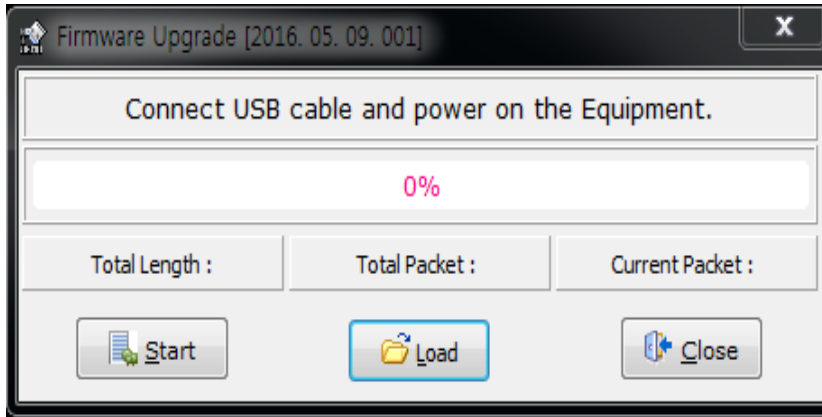 Firmware Upgrade [2016. 05. 09. 001]
X
Connect USB cable and power on the Equipment.
0%
Total Length :
Total Packet :
Current Packet :
Start
Load
Close